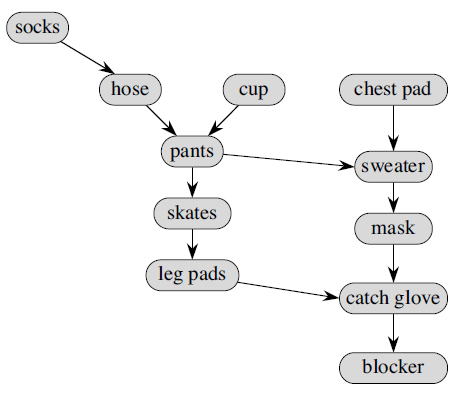 socks
hose
cup
chest pad
pants
sweater
skates
mask
leg pads
catch glove
blocker